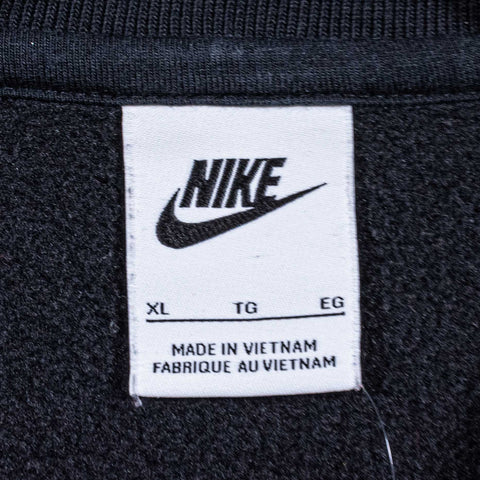 NIKE
XL TG EG
MADE IN VIETNAM
FABRIQUE AU VIETNAM